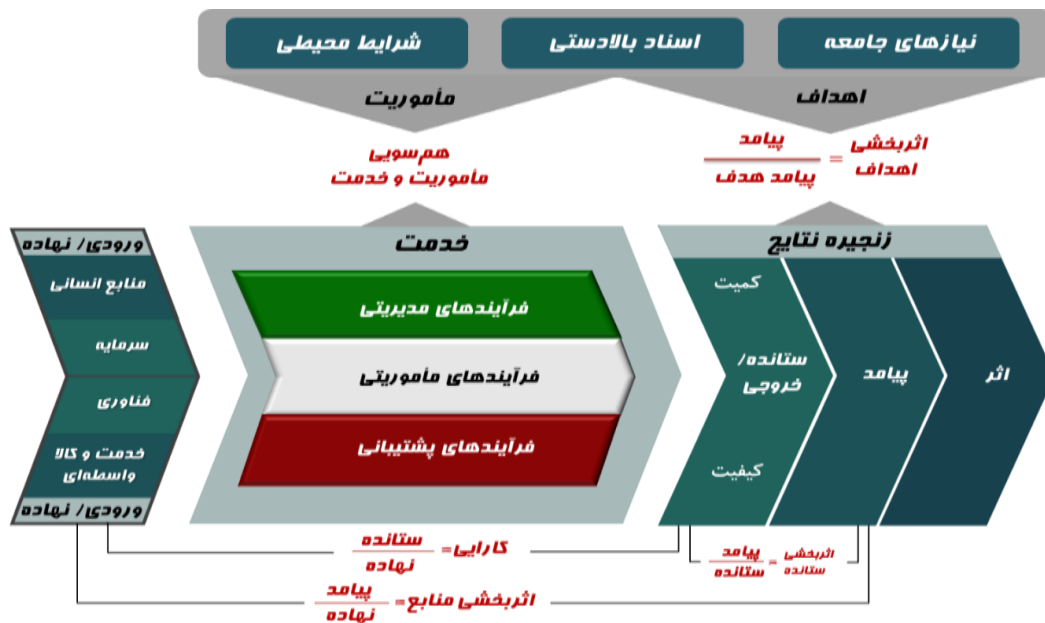 نیازهای جامعه
اسناد بالادستی
شرایط محیطی
اهداف
مأموریت
اثربخشی
اهداف
=
پیامد
پیامد هدف
هم‌سویی
مأموریت و خدمت
ورودی/ نهاده
منابع انسانی
سرمایه
فناوری
خدمت و کالا
واسطه‌ای
ورودی/ نهاده
خدمت
فرآیندهای مدیریتی
فرآیندهای مأموریتی
فرآیندهای پشتیبانی
زنجیره نتایج
کمیت
ستانده/
خروجی
کیفیت
پیامد
اثر
کارایی=
ستانده
نهاده
اثربخشی
ستانده
=
پیامد
ستانده
اثربخشی منابع=
پیامد
نهاده